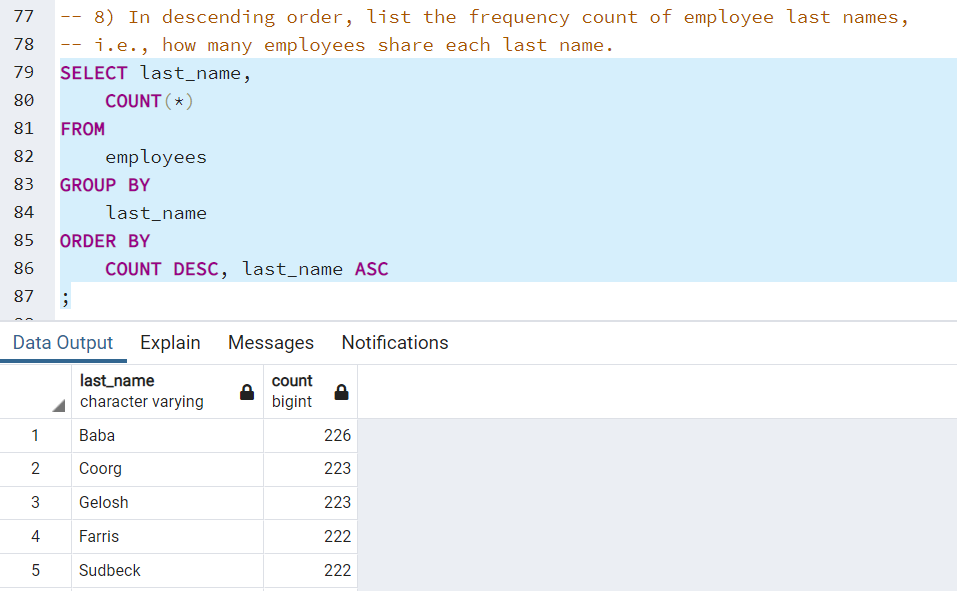 77 -- 8) In descending order, list the frequency count of employee last names,
78 -- i.e., how many employees share each last name.
79 SELECT last_name,
80 COUNT(*)
81 FROM
82 employees
83 GROUP BY
84 last_name
85 ORDER BY
86 COUNT DESC, last_name ASC
87 ;
Data Output Explain Messages Notifications
last_name count
character varying bigint
1 Baba 226
2 Coorg 223
3 Gelosh 223
4 Farris 222
5 Sudbeck 222